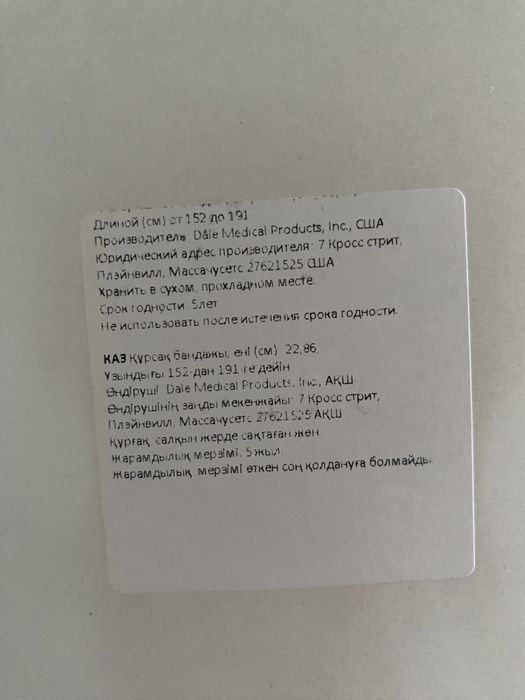 Длиной (см) от 152 до 191
Производитель Dale Medical Products, Inc., США
Юридический адрес производителя: 7 Кросс стрит,
Плэйнвилл, Массачусетс 27621525 США
Хранить в сухом, прохладном месте.
Срок годности 5лет
Не использовать после истечения срока годности.
КАЗ Құрсақ бандажы, ені (см) 22,86,
Ұзындығы 152-дан 191-ге дейін
Өндіруші Dale Medical Products, Inc., АҚШ
Өндірушінің заңды мекенжайы: 7 Кросс стрит,
Плэйнвилл, Массачусетс 27621525 АҚШ
Құрғақ, салқын жерде сақтаған жөн
Жарамдылық мерзімі: 5 жыл.
Жарамдылық мерзімі өткен соң қолдануға болмайды.